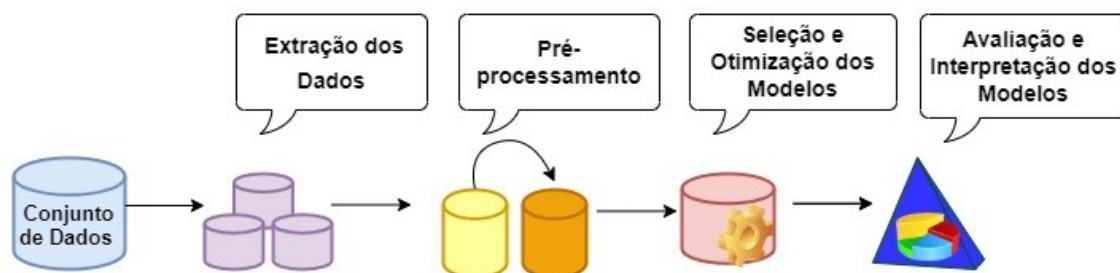 Extração dos
Dados
Pré-
processamento
Seleção e
Otimização dos
Modelos
Avaliação e
Interpretação dos
Modelos
Conjunto
de Dados